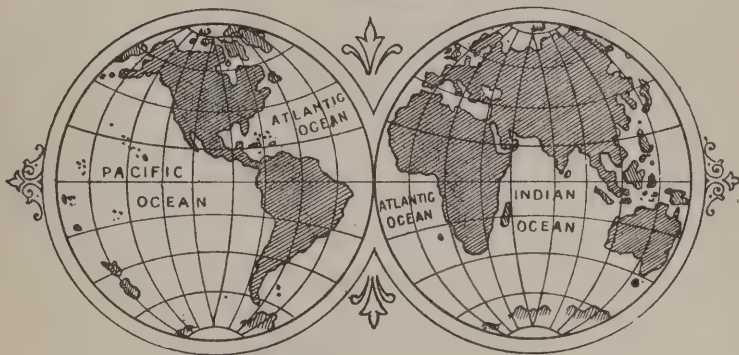 ATLANTIC
OCEAN
PACIFIC
OCEAN
ATLANTIC
OCEAN
INDIAN
OCEAN